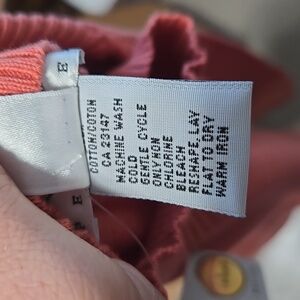 COTTON/COTON
CA 23147
MACHINE WASH
COLD
GENTLE CYCLE
ONLY NON
CHLORINE
BLEACH
RESHAPE LAY
FLAT TO DRY
WARM IRON
E
E